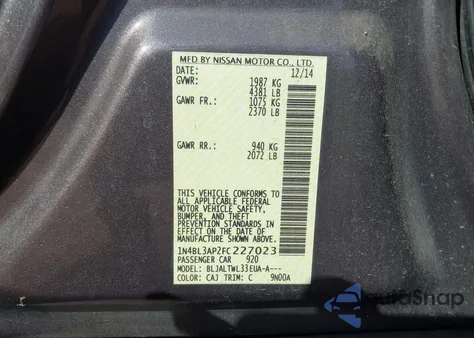 MFD BY NISSAN MOTOR CO., LTD.
DATE: 12/14
GVWR: 1987 KG
4381 LB
GAWR FR.: 1075 KG
2370 LB
GAWR RR.: 940 KG
2072 LB
THIS VEHICLE CONFORMS TO
ALL APPLICABLE FEDERAL
MOTOR VEHICLE SAFETY,
BUMPER, AND THEFT
PREVENTION STANDARDS
IN EFFECT ON THE DATE OF
MANUFACTURE SHOWN ABOVE.
1N4BL3AP2FC227023
PASSENGER CAR 920
MODEL: BLJALTWL33EUA-A---
COLOR: CAJ TRIM: C 9N00A
AutoSnap